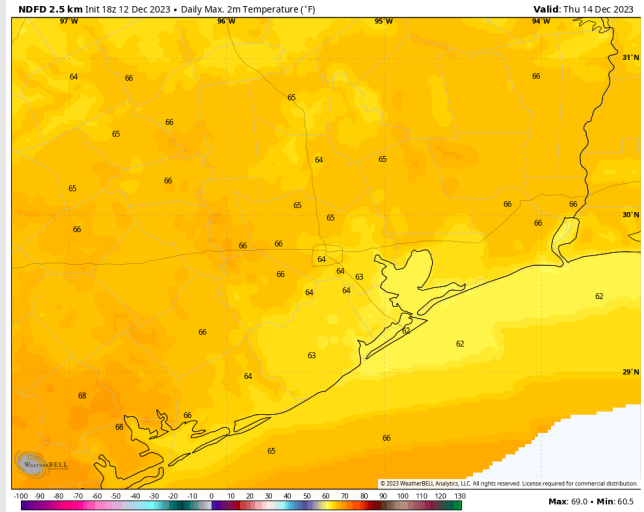 NDFD 2.5 km Init 18z 12 Dec 2023 • Daily Max. 2m Temperature (°F)
Valid: Thu 14 Dec 2023
97°W 96°W 95°W 94°W
31°N
64 66 66
65
66
65
64 65
66
65
65 66 66
65
66 66
30°N
66 66
64
64 63
66
64 64
62
66 62
62
63
29°N
64
68
66
68
66
65
WEATHERBELL
© 2023 WeatherBELL Analytics, LLC. All rights reserved. License required for commercial distribution.
-100 -90 -80 -70 -60 -50 -40 -30 -20 -10 0 10 20 30 40 50 60 70 80 90 100 110 120 130
Max: 69.0 • Min: 60.5